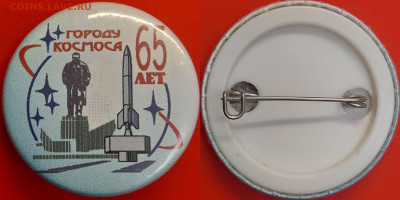 COINS.LAVE.RU
ГОРОДУ
КОСМОСА
65
ЛЕТ